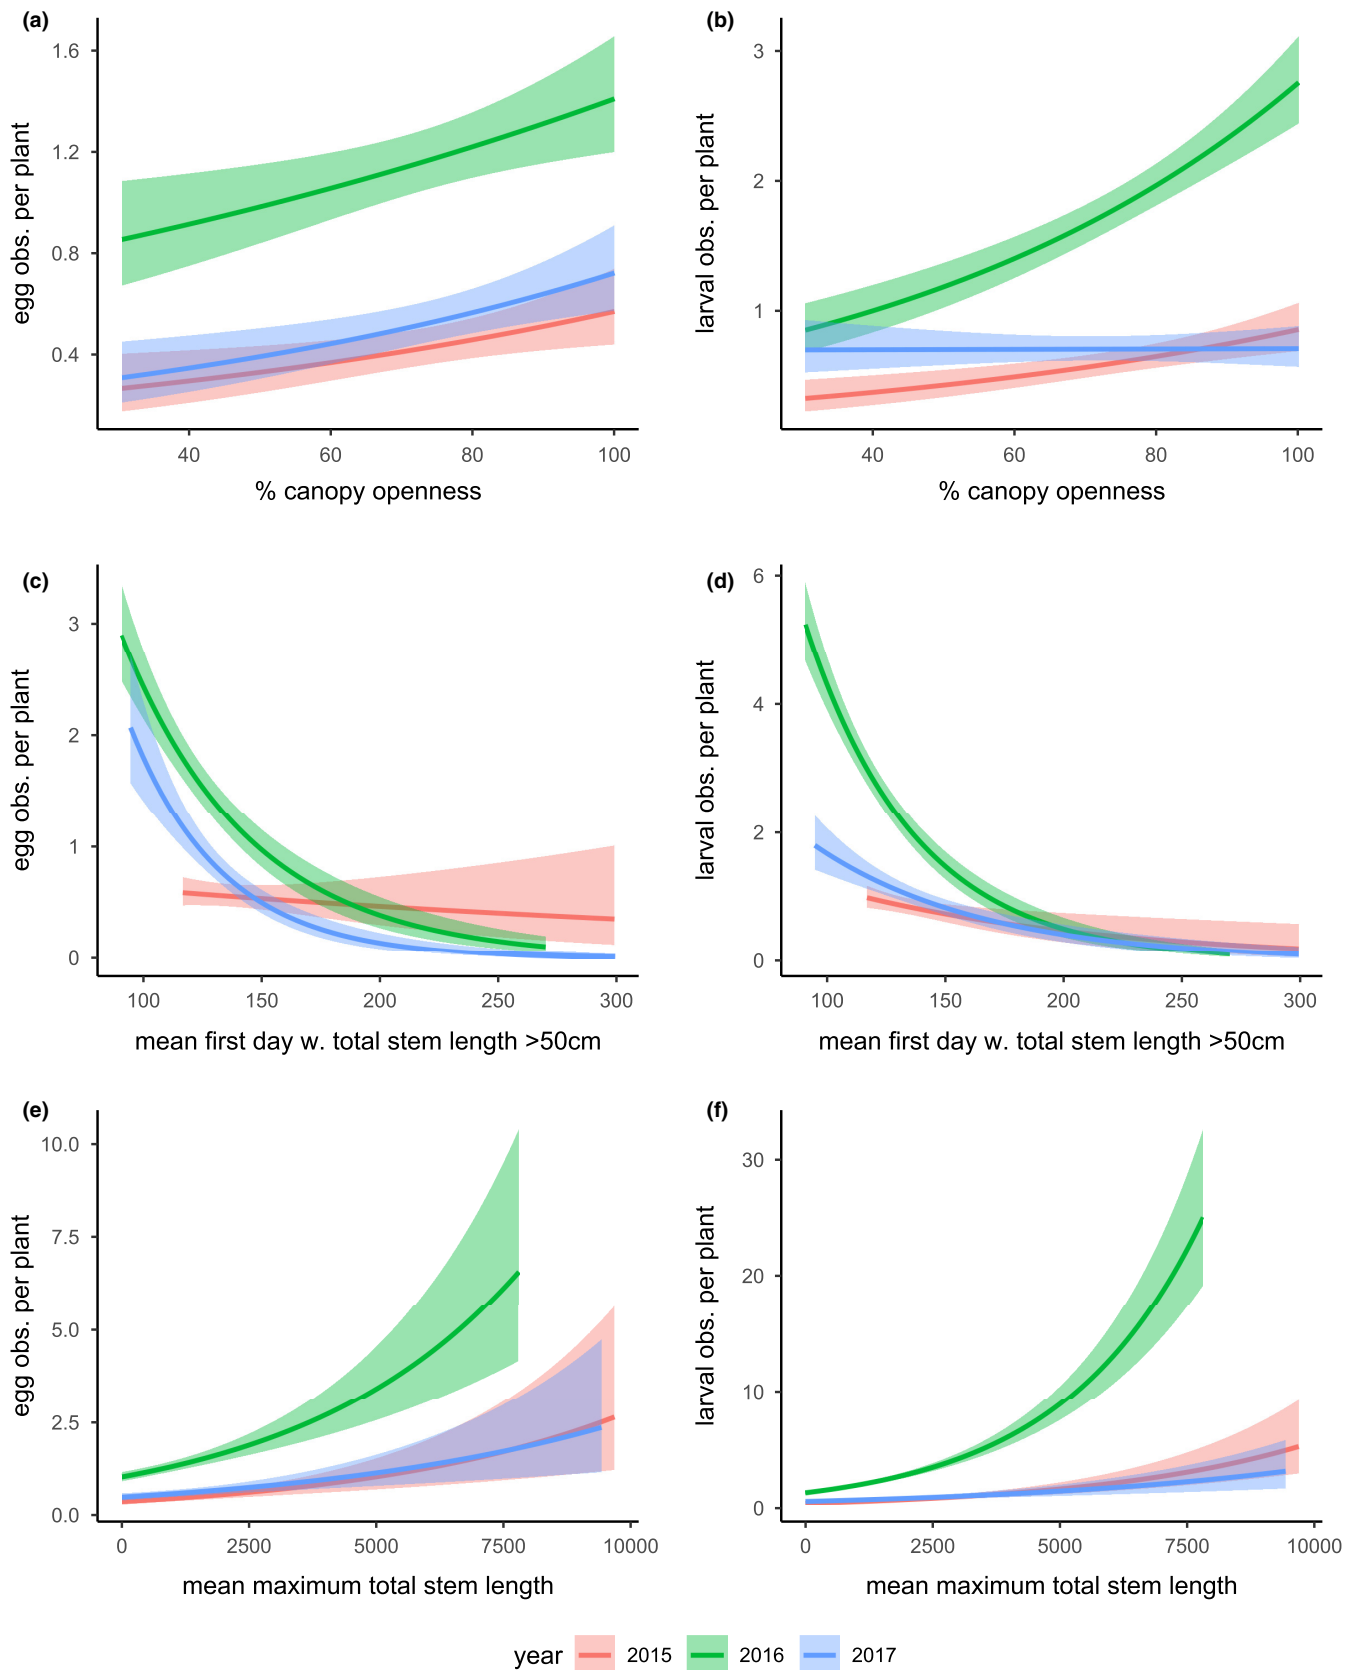 (a)
1.6
1.2
0.8
0.4
egg obs. per plant
40 60 80 100
% canopy openness
(b)
3
2
1
larval obs. per plant
40 60 80 100
% canopy openness
(c)
3
2
1
0
egg obs. per plant
100 150 200 250 300
mean first day w. total stem length >50cm
(d)
6
4
2
0
larval obs. per plant
100 150 200 250 300
mean first day w. total stem length >50cm
(e)
10.0
7.5
5.0
2.5
0.0
egg obs. per plant
0 2500 5000 7500 10000
mean maximum total stem length
(f)
30
20
10
0
larval obs. per plant
0 2500 5000 7500 10000
mean maximum total stem length
year 2015 2016 2017